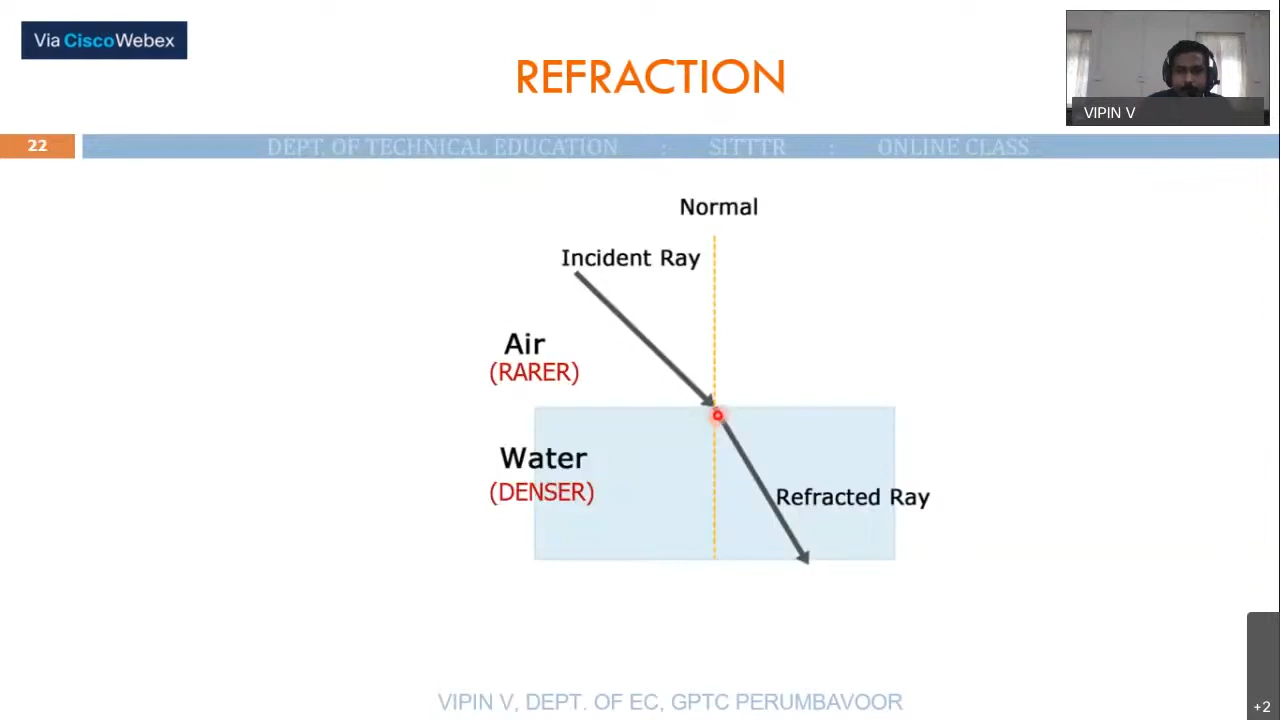 Via CiscoWebex
REFRACTION
VIPIN V
22
DEPT. OF TECHNICAL EDUCATION : SITTTR : ONLINE CLASS
Normal
Incident Ray
Air
(RARER)
Water
(DENSER)
Refracted Ray
VIPIN V, DEPT. OF EC, GPTC PERUMBAVOOR
+2